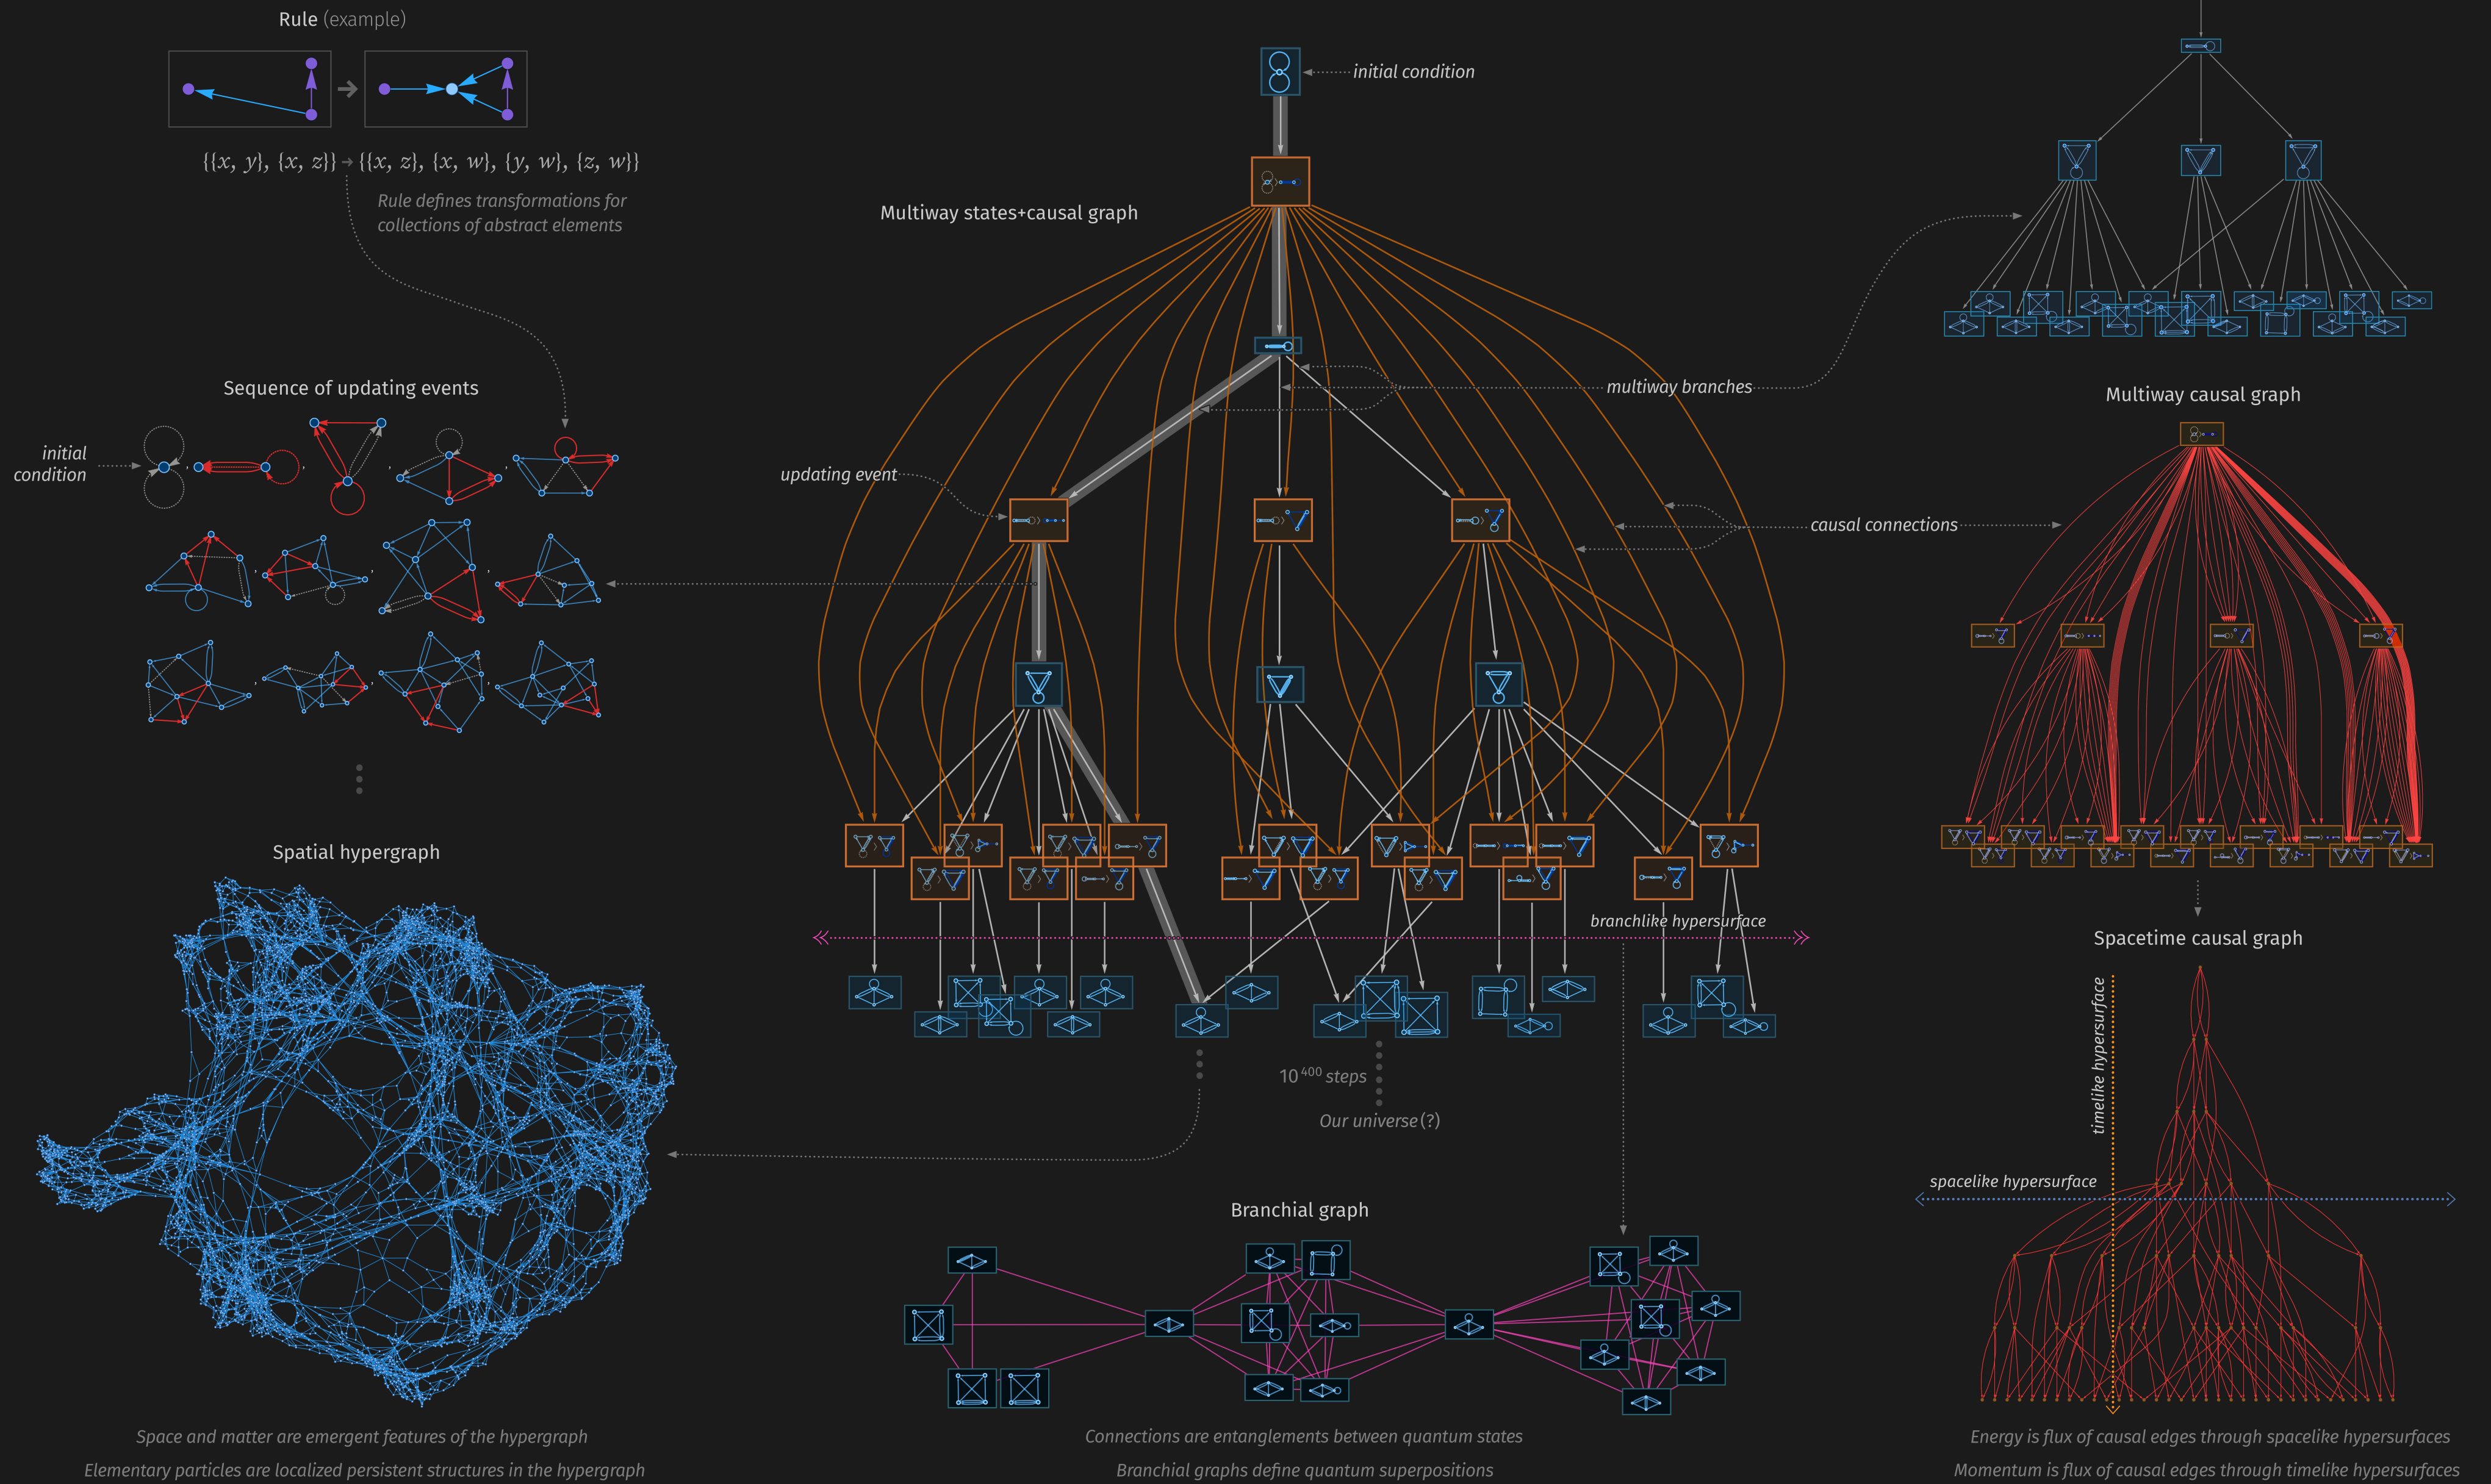 Rule (example)
{{x, y}, {x, z}} → {{x, z}, {x, w}, {y, w}, {z, w}}
Rule defines transformations for
collections of abstract elements
Sequence of updating events
initial
condition
Spatial hypergraph
Space and matter are emergent features of the hypergraph
Elementary particles are localized persistent structures in the hypergraph
initial condition
Multiway states+causal graph
multiway branches
updating event
causal connections
branchlike hypersurface
10^400 steps
Our universe(?)
Branchial graph
Connections are entanglements between quantum states
Branchial graphs define quantum superpositions
Multiway causal graph
Spacetime causal graph
timelike hypersurface
spacelike hypersurface
Energy is flux of causal edges through spacelike hypersurfaces
Momentum is flux of causal edges through timelike hypersurfaces